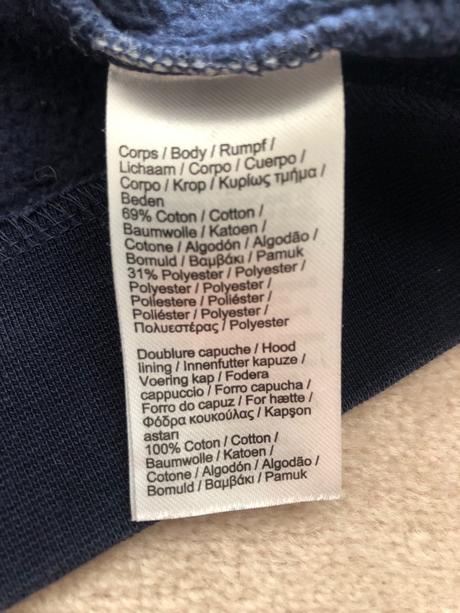 Corps / Body / Rumpf /
Lichaam / Corpo / Cuerpo /
Corpo / Krop / Κυρίως τμήμα /
Beden
69% Coton / Cotton /
Baumwolle / Katoen /
Cotone / Algodón / Algodão /
Bomuld / Βαμβάκι / Pamuk
31% Polyester / Polyester /
Polyester / Polyester /
Poliestere / Poliéster /
Poliéster / Polyester /
Πολυεστέρας / Polyester
Doublure capuche / Hood
lining / Innenfutter kapuze /
Voering kap / Fodera
cappuccio / Forro capucha /
Forro do capuz / For hætte /
Φόδρα κουκούλας / Kapşon
astarı
100% Coton / Cotton /
Baumwolle / Katoen /
Cotone / Algodón / Algodão /
Bomuld / Βαμβάκι / Pamuk